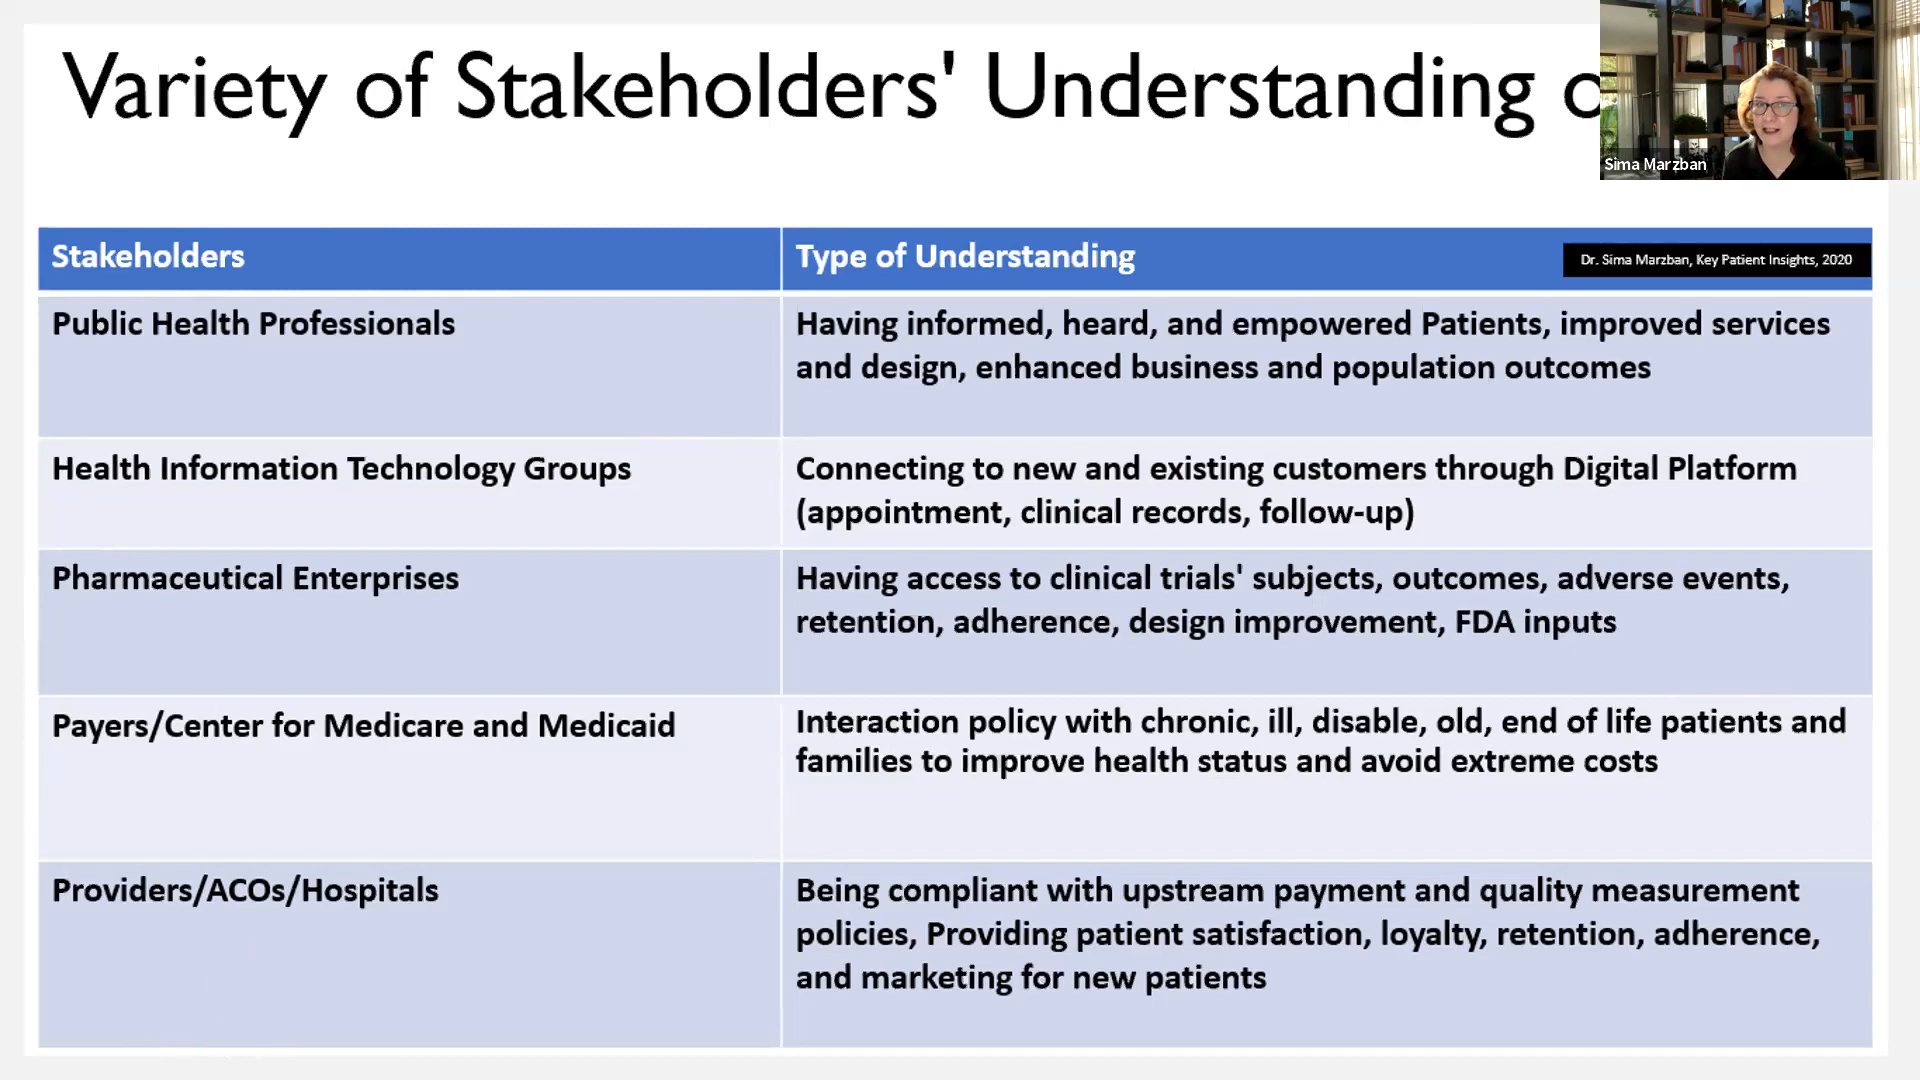 Variety of Stakeholders' Understanding
Sima Marzban
Stakeholders
Type of Understanding
Dr. Sima Marzban, Key Patient Insights, 2020
Public Health Professionals
Having informed, heard, and empowered Patients, improved services
and design, enhanced business and population outcomes
Health Information Technology Groups
Connecting to new and existing customers through Digital Platform
(appointment, clinical records, follow-up)
Pharmaceutical Enterprises
Having access to clinical trials' subjects, outcomes, adverse events,
retention, adherence, design improvement, FDA inputs
Payers/Center for Medicare and Medicaid
Interaction policy with chronic, ill, disable, old, end of life patients and
families to improve health status and avoid extreme costs
Providers/ACOs/Hospitals
Being compliant with upstream payment and quality measurement
policies, Providing patient satisfaction, loyalty, retention, adherence,
and marketing for new patients